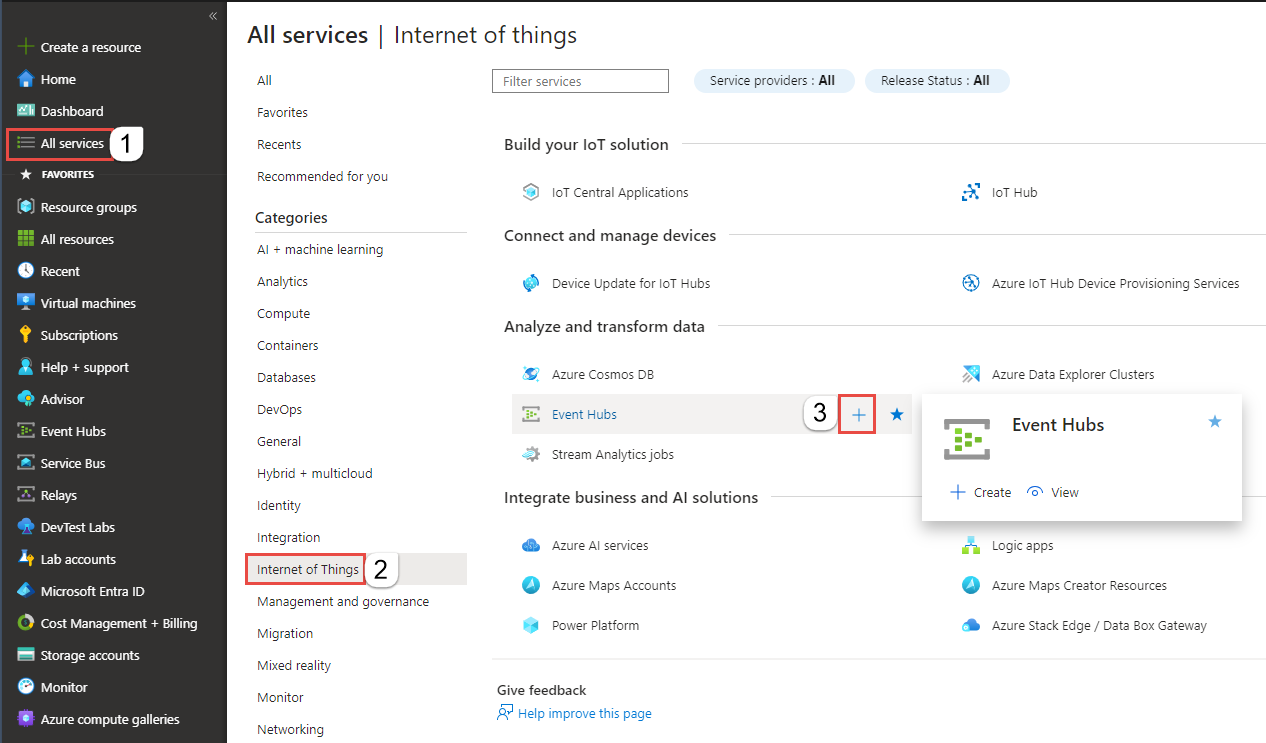 «
Create a resource
Home
Dashboard
All services 1
FAVORITES
Resource groups
All resources
Recent
Virtual machines
Subscriptions
Help + support
Advisor
Event Hubs
Service Bus
Relays
DevTest Labs
Lab accounts
Microsoft Entra ID
Cost Management + Billing
Storage accounts
Monitor
Azure compute galleries
All services | Internet of things
All
Favorites
Recents
Recommended for you
Categories
AI + machine learning
Analytics
Compute
Containers
Databases
DevOps
General
Hybrid + multicloud
Identity
Integration
Internet of Things 2
Management and governance
Migration
Mixed reality
Monitor
Networking
Filter services
Service providers : All
Release Status : All
Build your IoT solution
IoT Central Applications
IoT Hub
Connect and manage devices
Device Update for IoT Hubs
Azure IoT Hub Device Provisioning Services
Analyze and transform data
Azure Cosmos DB
Azure Data Explorer Clusters
Event Hubs 3 +
Stream Analytics jobs
Event Hubs
+ Create
View
Integrate business and AI solutions
Azure AI services
Logic apps
Azure Maps Accounts
Azure Maps Creator Resources
Power Platform
Azure Stack Edge / Data Box Gateway
Give feedback
Help improve this page